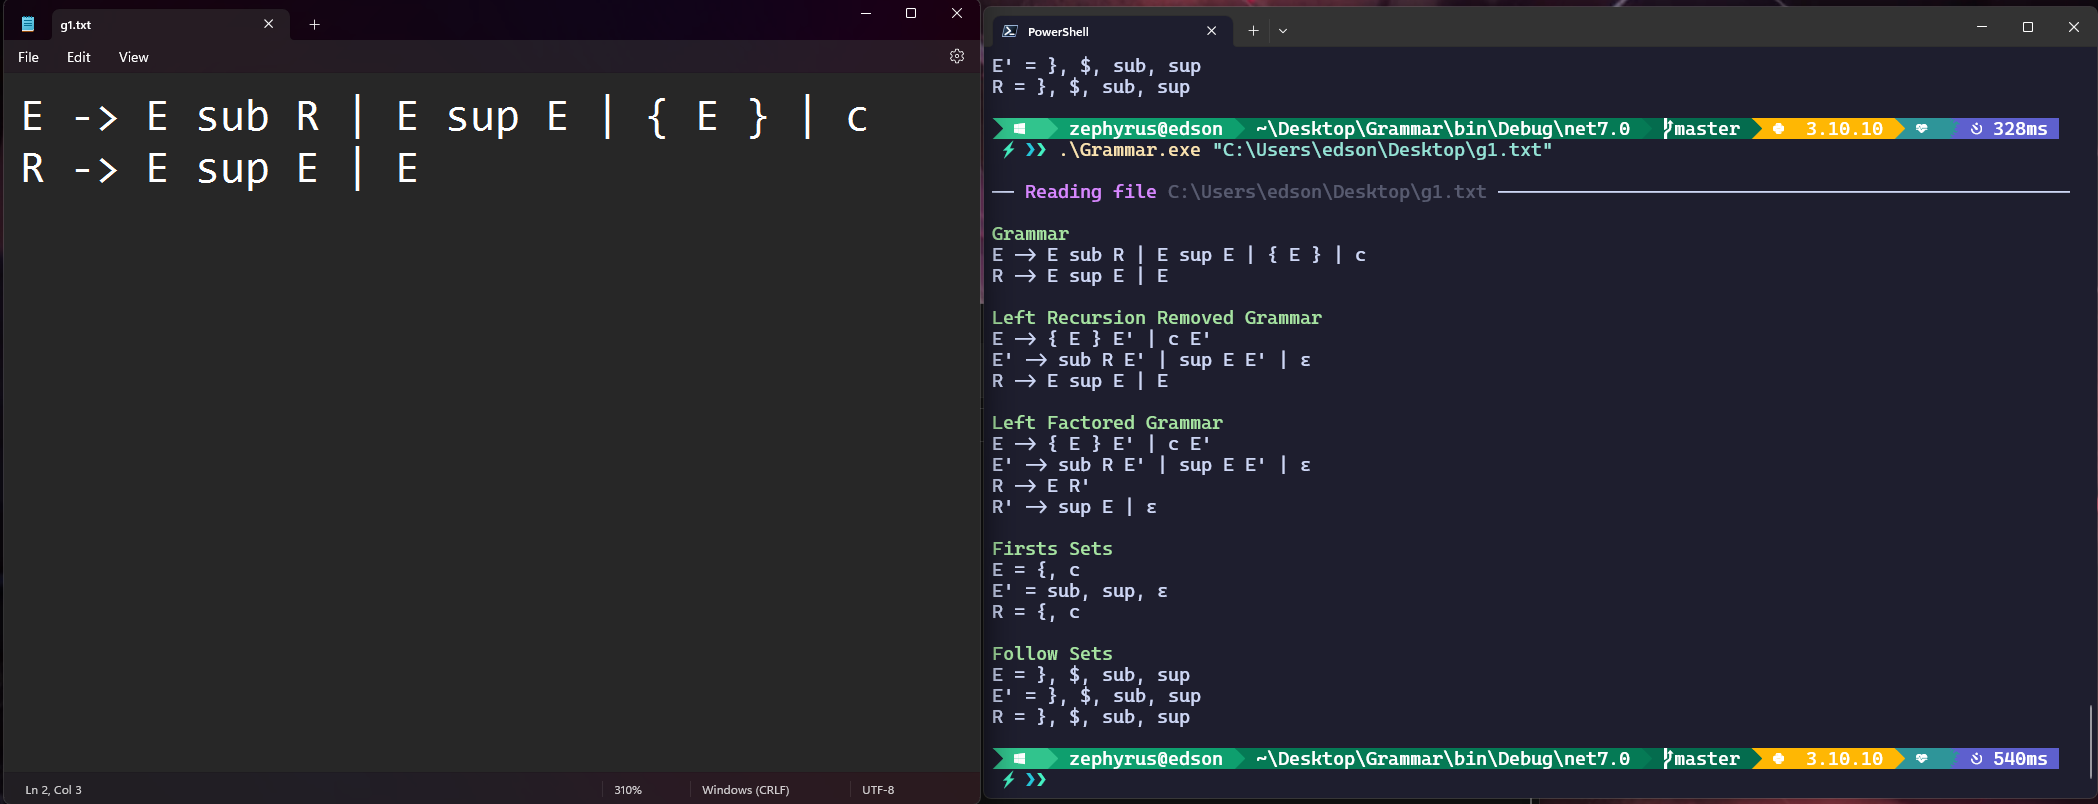 g1.txt
File Edit View
E -> E sub R | E sup E | { E } | c
R -> E sup E | E
Ln 2, Col 3 310% Windows (CRLF) UTF-8
PowerShell
E' = }, $, sub, sup
R = }, $, sub, sup
zephyrus@edson ~\Desktop\Grammar\bin\Debug\net7.0 master 3.10.10 328ms
.\Grammar.exe "C:\Users\edson\Desktop\g1.txt"
Reading file C:\Users\edson\Desktop\g1.txt
Grammar
E —> E sub R | E sup E | { E } | c
R —> E sup E | E
Left Recursion Removed Grammar
E —> { E } E' | c E'
E' —> sub R E' | sup E E' | ε
R —> E sup E | E
Left Factored Grammar
E —> { E } E' | c E'
E' —> sub R E' | sup E E' | ε
R —> E R'
R' —> sup E | ε
Firsts Sets
E = {, c
E' = sub, sup, ε
R = {, c
Follow Sets
E = }, $, sub, sup
E' = }, $, sub, sup
R = }, $, sub, sup
zephyrus@edson ~\Desktop\Grammar\bin\Debug\net7.0 master 3.10.10 540ms